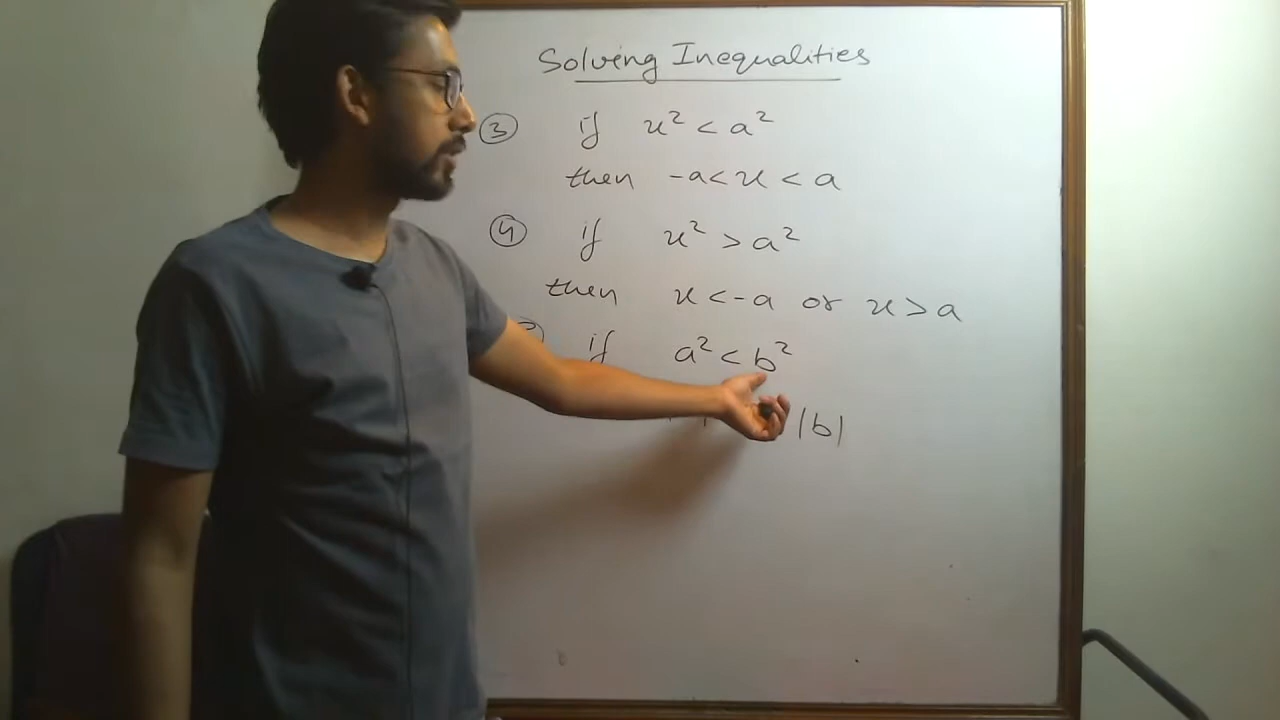 Solving Inequalities
③ if x² < a²
then -a < x < a
④ if x² > a²
then x < -a or x > a
if a² < b²
|b|